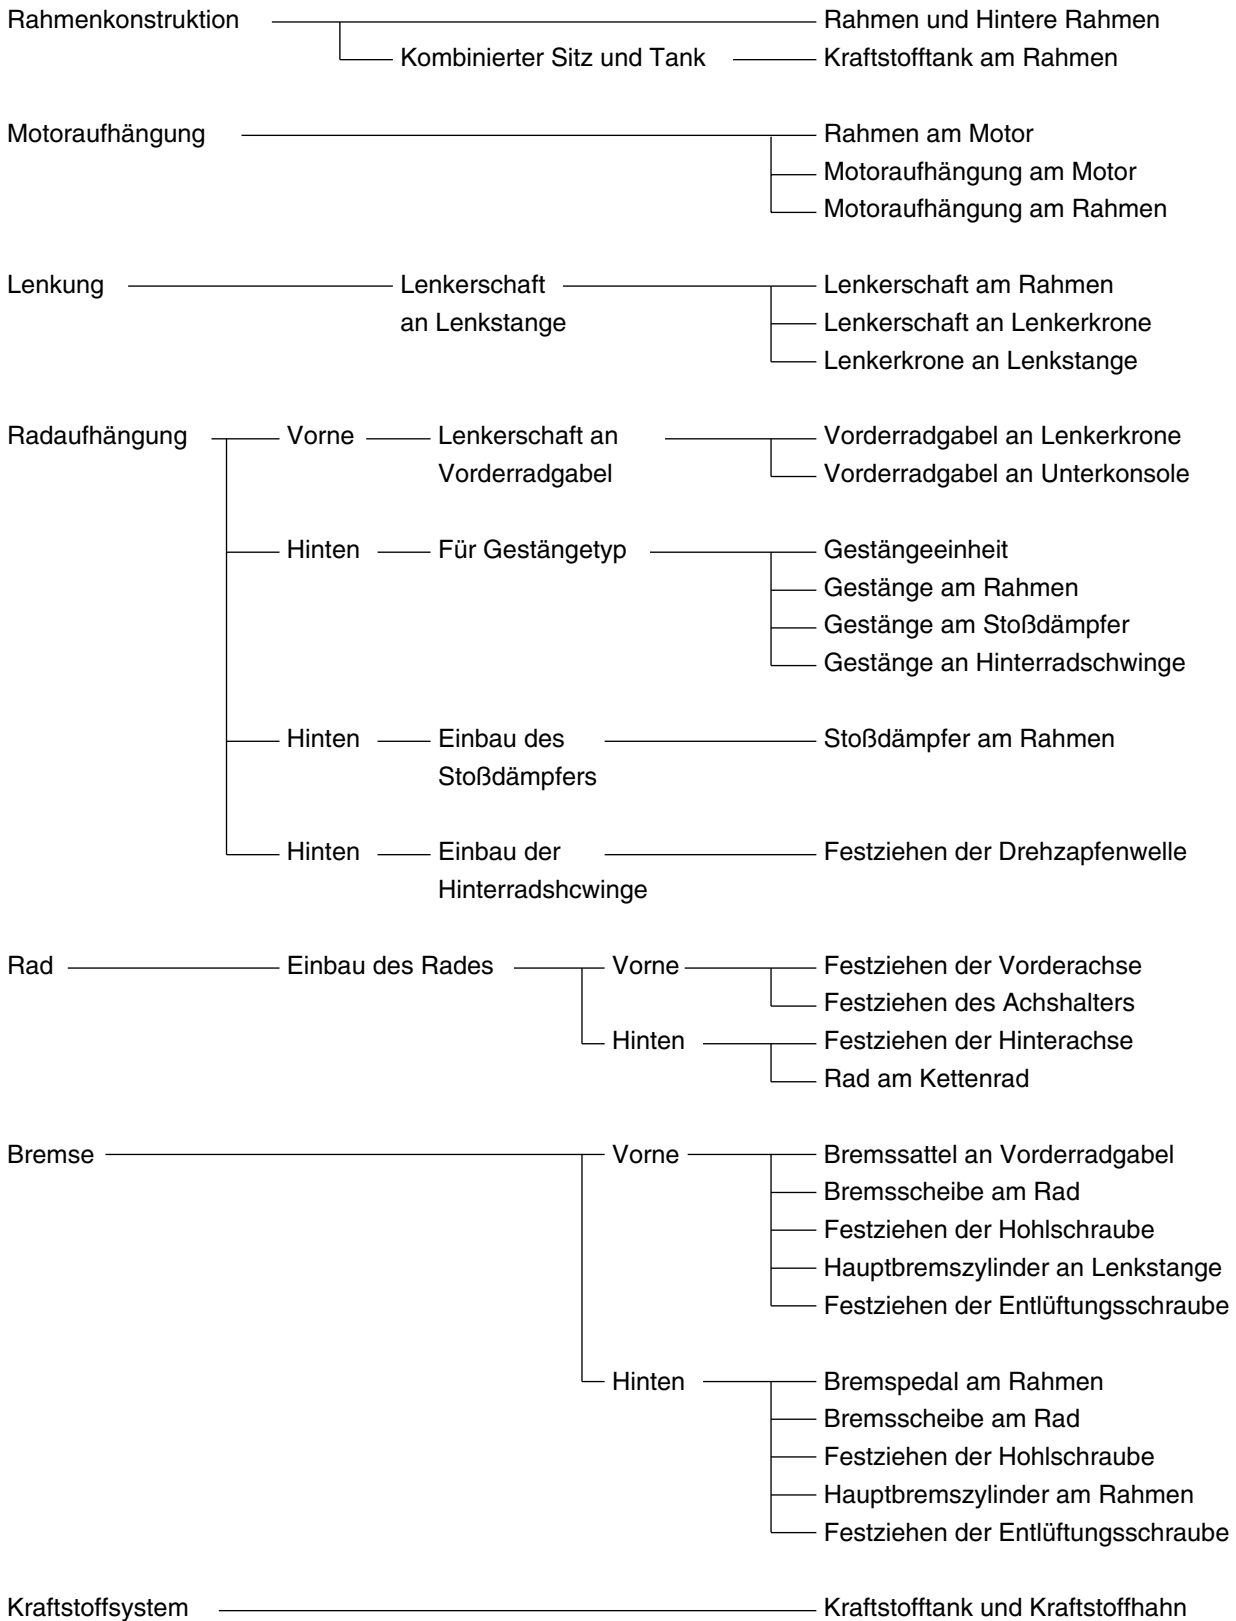 Rahmenkonstruktion Rahmen und Hintere Rahmen
Kombinierter Sitz und Tank Kraftstofftank am Rahmen
Motoraufhängung Rahmen am Motor
Motoraufhängung am Motor
Motoraufhängung am Rahmen
Lenkung Lenkerschaft Lenkerschaft am Rahmen
an Lenkstange Lenkerschaft an Lenkerkrone
Lenkerkrone an Lenkstange
Radaufhängung Vorne Lenkerschaft an Vorderradgabel an Lenkerkrone
Vorderradgabel Vorderradgabel an Unterkonsole
Hinten Für Gestängetyp Gestängeeinheit
Gestänge am Rahmen
Gestänge am Stoßdämpfer
Gestänge an Hinterradschwinge
Hinten Einbau des Stoßdämpfer am Rahmen
Stoßdämpfers
Hinten Einbau der Festziehen der Drehzapfenwelle
Hinterradshcwinge
Rad Einbau des Rades Vorne Festziehen der Vorderachse
Festziehen des Achshalters
Hinten Festziehen der Hinterachse
Rad am Kettenrad
Bremse Vorne Bremssattel an Vorderradgabel
Bremsscheibe am Rad
Festziehen der Hohlschraube
Hauptbremszylinder an Lenkstange
Festziehen der Entlüftungsschraube
Hinten Bremspedal am Rahmen
Bremsscheibe am Rad
Festziehen der Hohlschraube
Hauptbremszylinder am Rahmen
Festziehen der Entlüftungsschraube
Kraftstoffsystem Kraftstofftank und Kraftstoffhahn